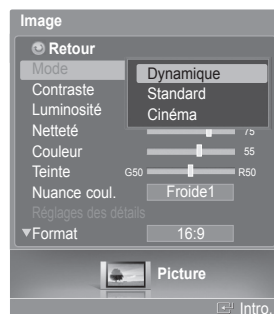 Image
Retour
Mode
Dynamique
Contraste
Standard
Luminosité
Cinéma
Netteté 75
Couleur 55
Teinte G50 R50
Nuance coul. Froide1
Réglages des détails
▼Format 16:9
Picture
Intro.